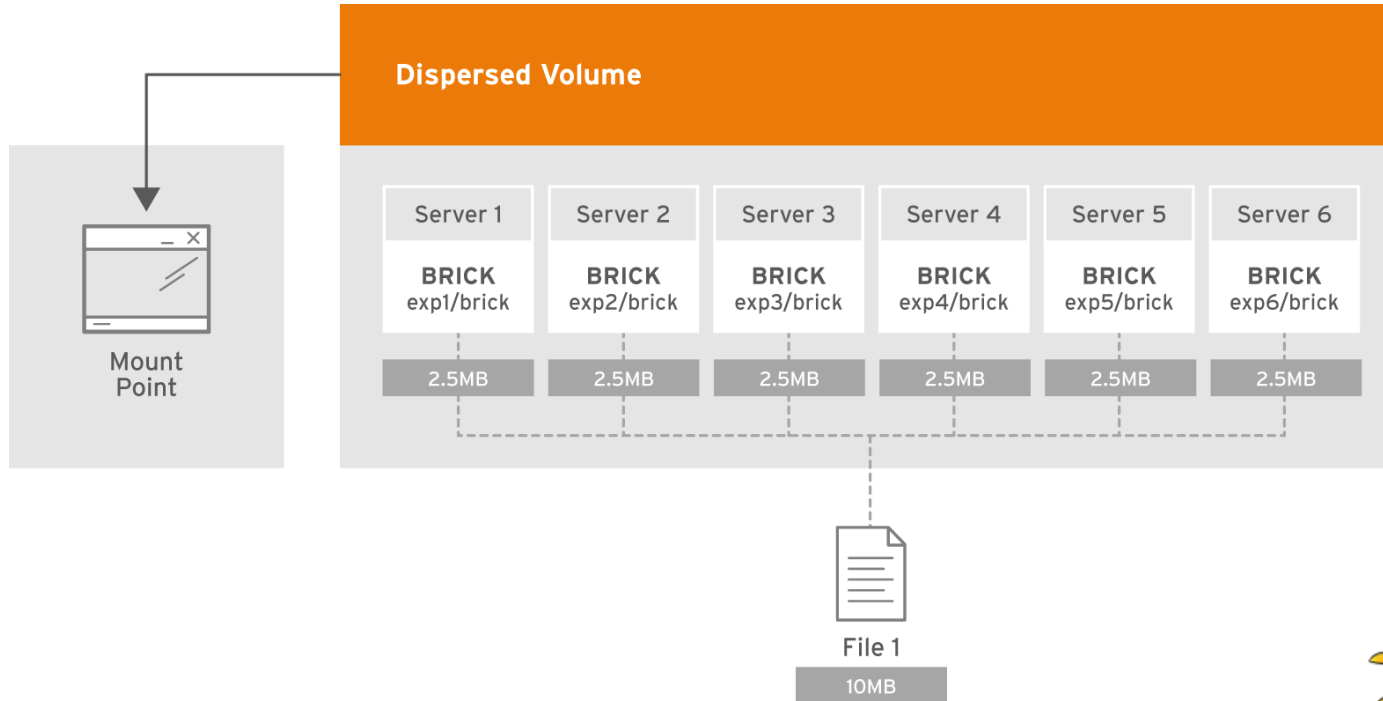 Dispersed Volume
Server 1
Server 2
Server 3
Server 4
Server 5
Server 6
BRICK
exp1/brick
BRICK
exp2/brick
BRICK
exp3/brick
BRICK
exp4/brick
BRICK
exp5/brick
BRICK
exp6/brick
2.5MB
2.5MB
2.5MB
2.5MB
2.5MB
2.5MB
Mount
Point
File 1
10MB